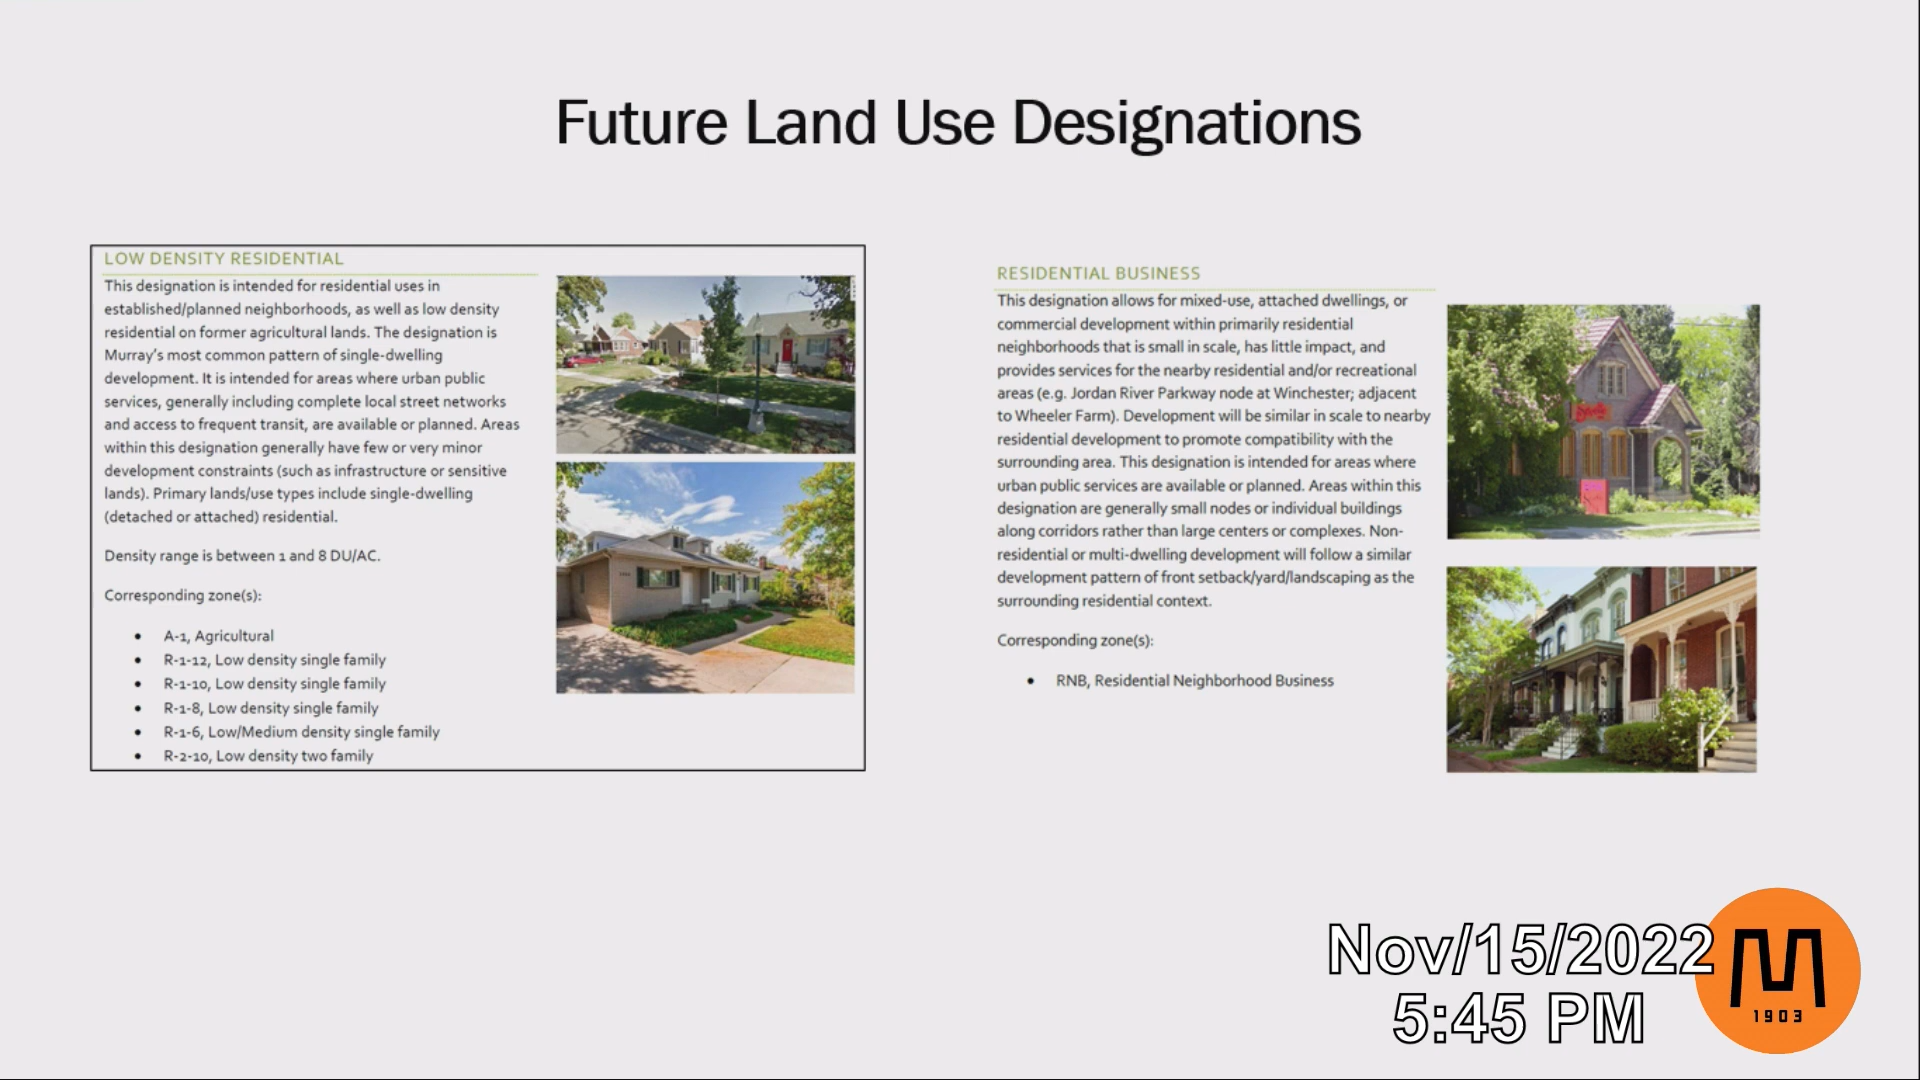 Future Land Use Designations
LOW DENSITY RESIDENTIAL
This designation is intended for residential uses in
established/planned neighborhoods, as well as low density
residential on former agricultural lands. The designation is
Murray's most common pattern of single-dwelling
development. It is intended for areas where urban public
services, generally including complete local street networks
and access to frequent transit, are available or planned. Areas
within this designation generally have few or very minor
development constraints (such as infrastructure or sensitive
lands). Primary lands/use types include single-dwelling
(detached or attached) residential.
Density range is between 1 and 8 DU/AC.
Corresponding zone(s):
• A-1, Agricultural
• R-1-12, Low density single family
• R-1-10, Low density single family
• R-1-8, Low density single family
• R-1-6, Low/Medium density single family
• R-2-10, Low density two family
RESIDENTIAL BUSINESS
This designation allows for mixed-use, attached dwellings, or
commercial development within primarily residential
neighborhoods that is small in scale, has little impact, and
provides services for the nearby residential and/or recreational
areas (e.g. Jordan River Parkway node at Winchester; adjacent
to Wheeler Farm). Development will be similar in scale to nearby
residential development to promote compatibility with the
surrounding area. This designation is intended for areas where
urban public services are available or planned. Areas within this
designation are generally small nodes or individual buildings
along corridors rather than large centers or complexes. Non-
residential or multi-dwelling development will follow a similar
development pattern of front setback/yard/landscaping as the
surrounding residential context.
Corresponding zone(s):
• RNB, Residential Neighborhood Business
Nov/15/2022
5:45 PM
M
1903